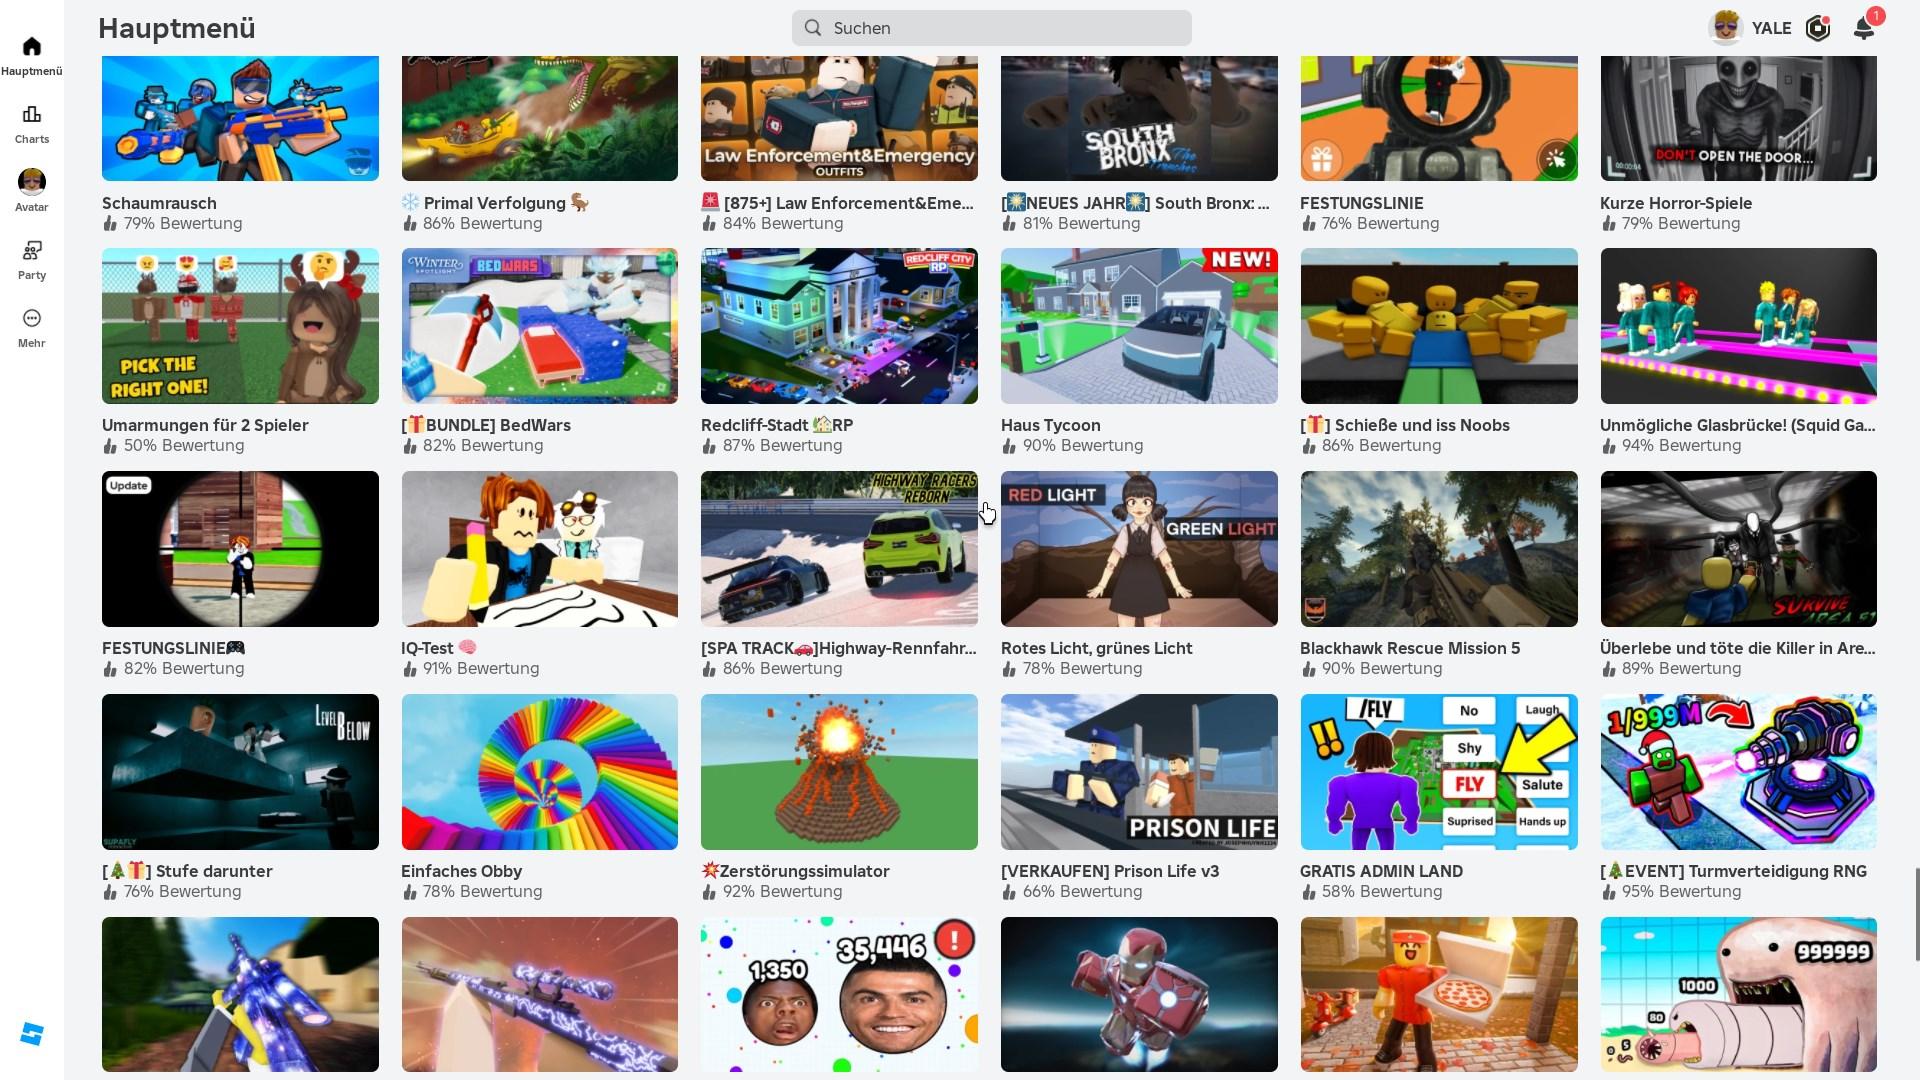 Hauptmenü
Suchen
YALE
1
Hauptmenü
Charts
Avatar
Party
Mehr
Law Enforcement&Emergency
OUTFITS
SOUTH
BRONX
The
Trenches
00:00:04
DON'T OPEN THE DOOR...
Schaumrausch
79% Bewertung
Primal Verfolgung
86% Bewertung
[875+] Law Enforcement&Eme...
84% Bewertung
[NEUES JAHR] South Bronx: ...
81% Bewertung
FESTUNGSLINIE
76% Bewertung
Kurze Horror-Spiele
79% Bewertung
PICK THE
RIGHT ONE!
WINTER
SPOTLIGHT
BEDWARS
REDCLIFF CITY
RP
NEW!
Umarmungen für 2 Spieler
50% Bewertung
[BUNDLE] BedWars
82% Bewertung
Redcliff-Stadt RP
87% Bewertung
Haus Tycoon
90% Bewertung
[] Schieße und iss Noobs
86% Bewertung
Unmögliche Glasbrücke! (Squid Ga...
94% Bewertung
Update
HIGHWAY RACERS
REBORN
RED LIGHT
GREEN LIGHT
SURVIVE
AREA 51
FESTUNGSLINIE
82% Bewertung
IQ-Test
91% Bewertung
[SPA TRACK]Highway-Rennfahr...
86% Bewertung
Rotes Licht, grünes Licht
78% Bewertung
Blackhawk Rescue Mission 5
90% Bewertung
Überlebe und töte die Killer in Are...
89% Bewertung
LEVEL
BELOW
SUPAFLY
PRISON LIFE
/FLY
No
Laugh
Shy
FLY
Salute
Suprised
Hands up
1/999M
[] Stufe darunter
76% Bewertung
Einfaches Obby
78% Bewertung
Zerstörungssimulator
92% Bewertung
[VERKAUFEN] Prison Life v3
66% Bewertung
GRATIS ADMIN LAND
58% Bewertung
[EVENT] Turmverteidigung RNG
95% Bewertung
1,350
35,446
!
80
1000
999999